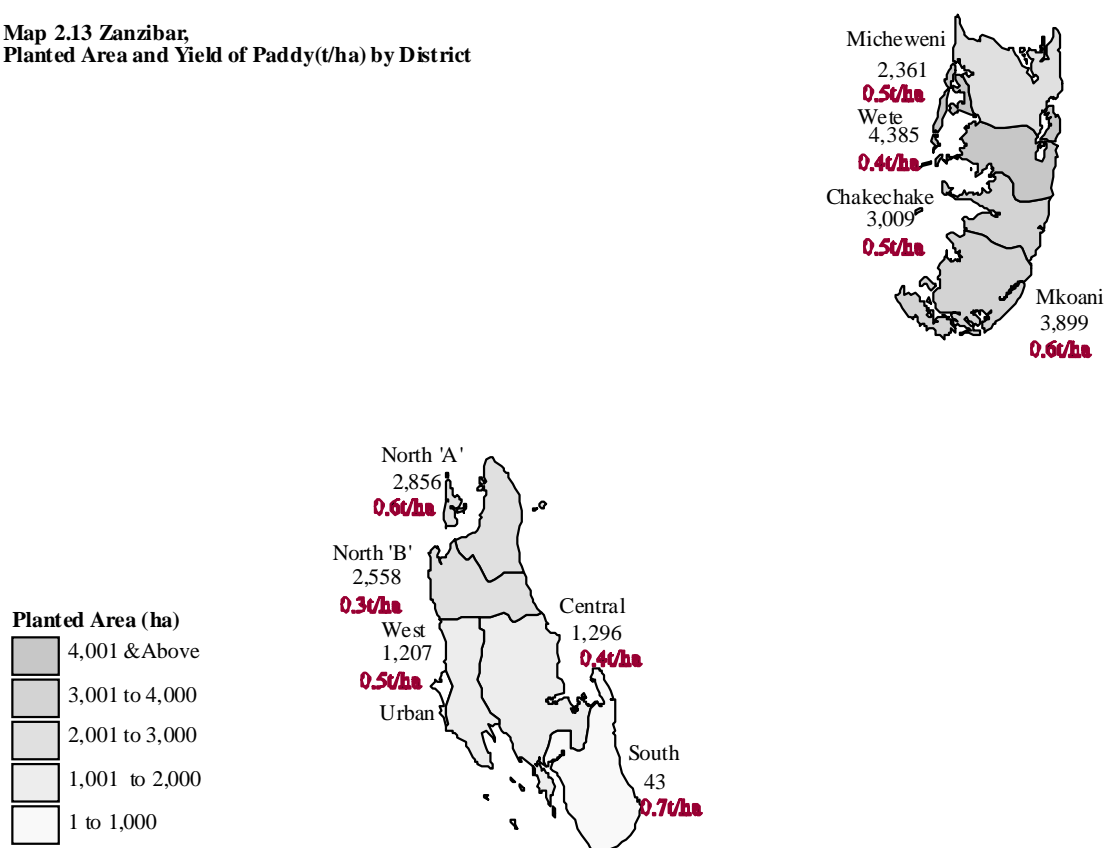 Map 2.13 Zanzibar,
Planted Area and Yield of Paddy(t/ha) by District
Micheweni
2,361
0.5t/ha
Wete
4,385
0.4t/ha
Chakechake
3,009
0.5t/ha
Mkoani
3,899
0.6t/ha
North 'A'
2,856
0.6t/ha
North 'B'
2,558
0.3t/ha
Central
1,296
0.4t/ha
West
1,207
0.5t/ha
Urban
South
43
0.7t/ha
Planted Area (ha)
4,001 &Above
3,001 to 4,000
2,001 to 3,000
1,001 to 2,000
1 to 1,000